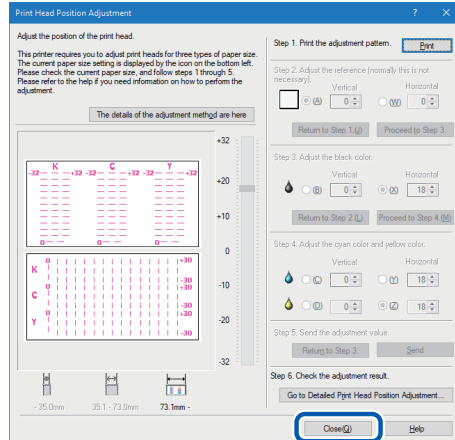 Print Head Position Adjustment
Adjust the position of the print head.
This printer requires you to adjust print heads for three types of paper size.
The current paper size setting is displayed by the icon on the bottom left.
Please check the current paper size, and follow steps 1 through 5.
Please refer to the help if you need information on how to perform the
adjustment.
The details of the adjustment method are here
+32
+20
+10
0
-10
-20
-32
K C Y
-32 +32 -32 +32 -32 +32
0 0 0
0 +30
K
-30
0 +30
C
-30
0 +30
Y
-30
- 35.0mm 35.1 - 73.0mm 73.1mm -
Step 1. Print the adjustment pattern. Print
Step 2. Adjust the reference (normally this is not
necessary).
Vertical Horizontal
(A) 0 (W) 0
Return to Step 1.(J) Proceed to Step 3.
Step 3. Adjust the black color.
Vertical Horizontal
(B) 0 (X) 18
Return to Step 2.(L) Proceed to Step 4.(M)
Step 4. Adjust the cyan color and yellow color.
Vertical Horizontal
(C) 0 (Y) 18
(D) 0 (Z) 18
Step 5. Send the adjustment value.
Return to Step 3. Send
Step 6. Check the adjustment result.
Go to Detailed Print Head Position Adjustment...
Close(Q) Help